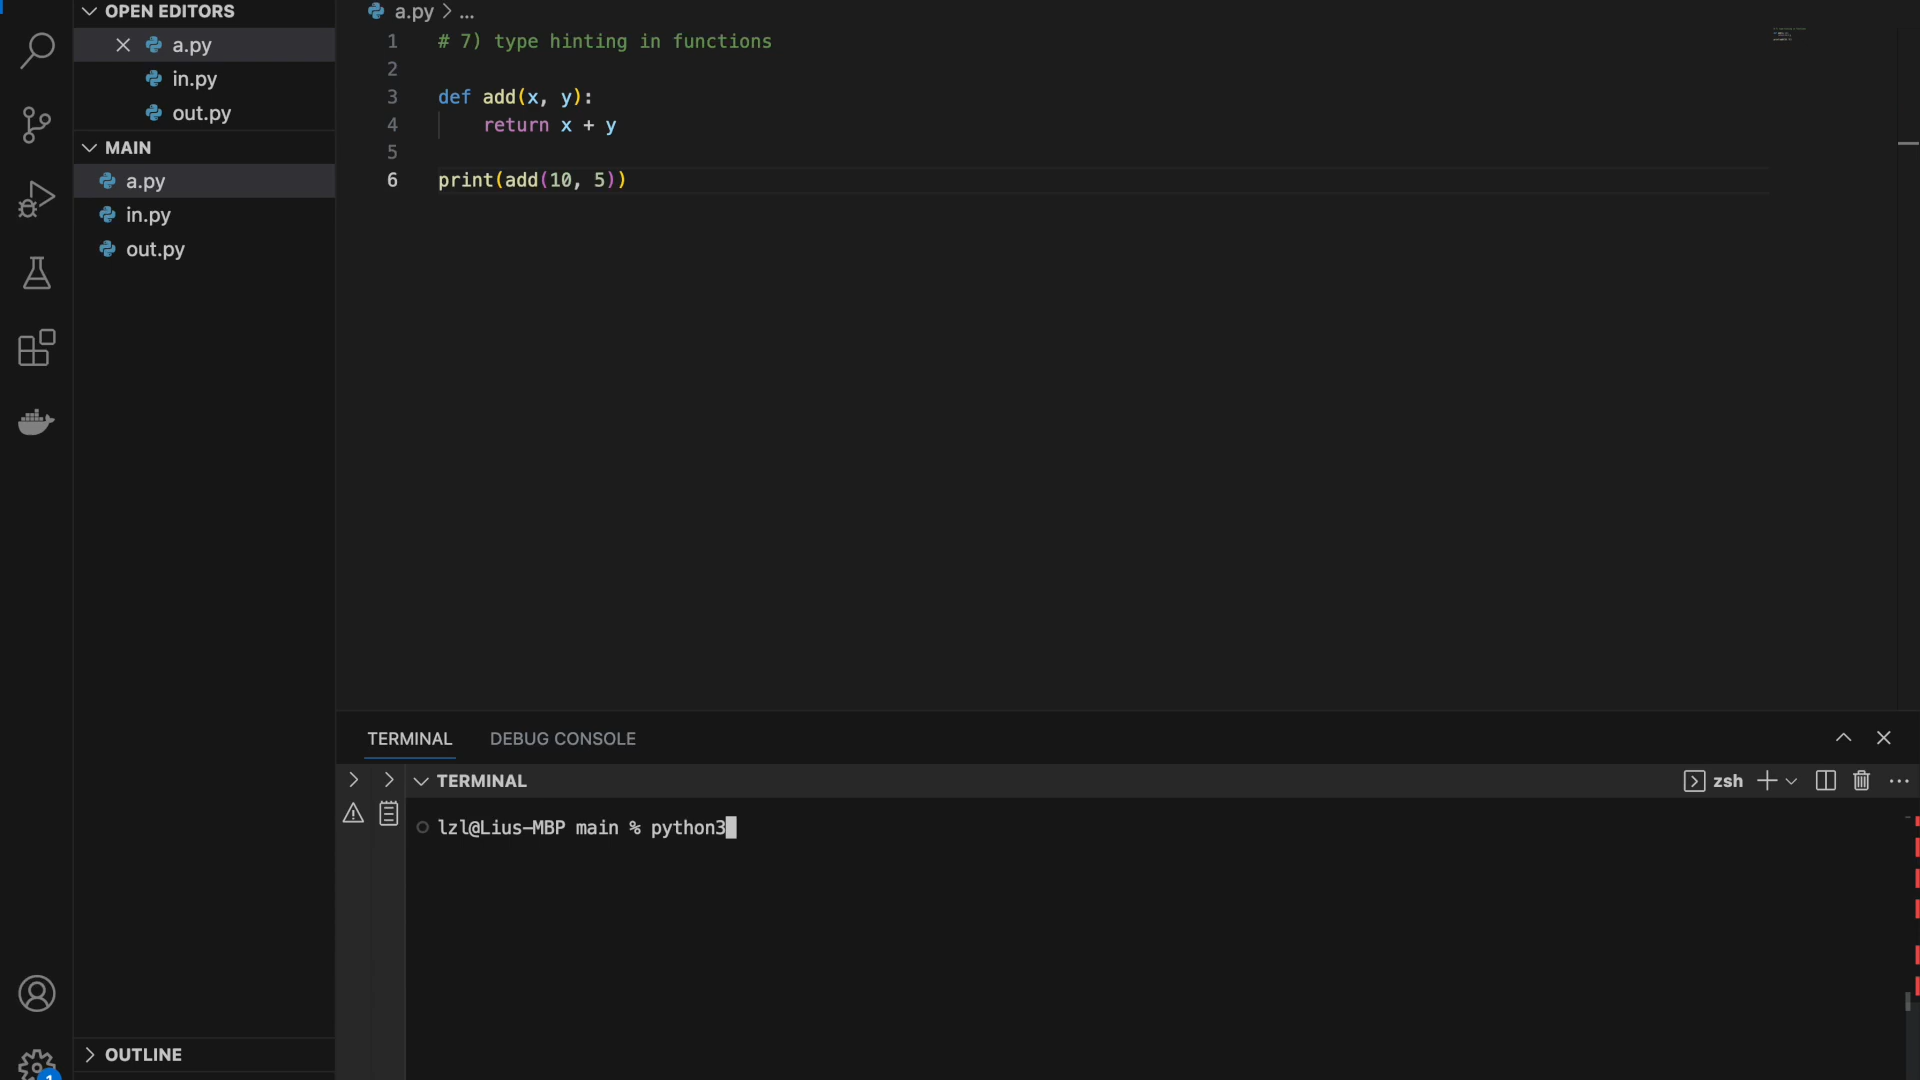 OPEN EDITORS
a.py
in.py
out.py
MAIN
a.py
in.py
out.py
OUTLINE
1
a.py > ...
1 # 7) type hinting in functions
2
3 def add(x, y):
4 return x + y
5
6 print(add(10, 5))
TERMINAL DEBUG CONSOLE
TERMINAL
zsh
lzl@Lius-MBP main % python3